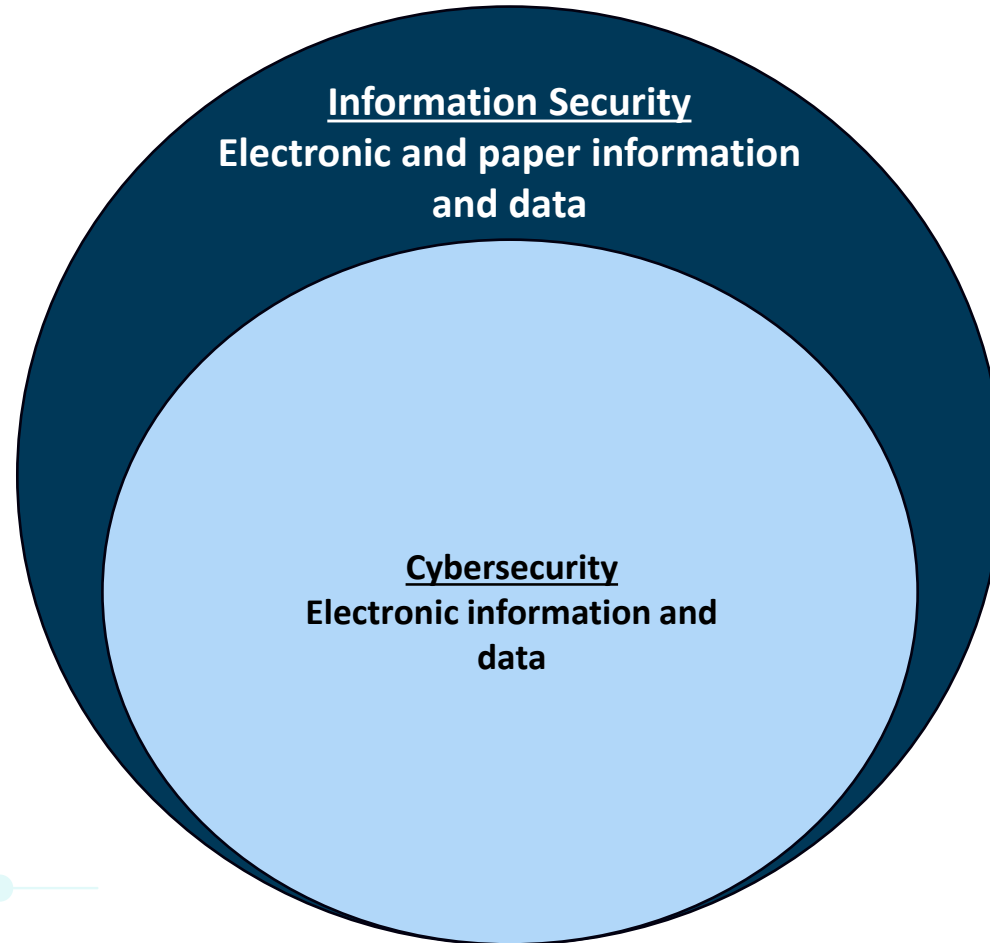 Information Security
Electronic and paper information
and data
Cybersecurity
Electronic information and
data